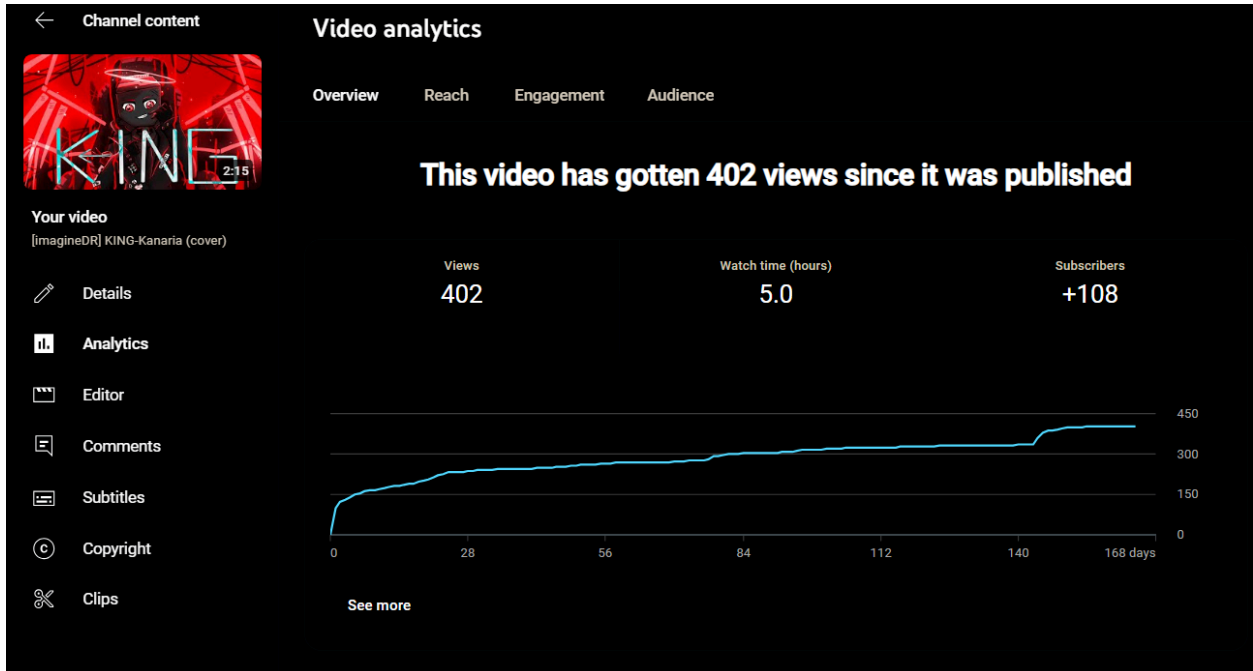 Channel content
KING
2:15
Your video
[imagineDR] KING-Kanaria (cover)
Details
Analytics
Editor
Comments
Subtitles
Copyright
Clips
Video analytics
Overview Reach Engagement Audience
This video has gotten 402 views since it was published
Views Watch time (hours) Subscribers
402 5.0 +108
450
300
150
0
0 28 56 84 112 140 168 days
See more